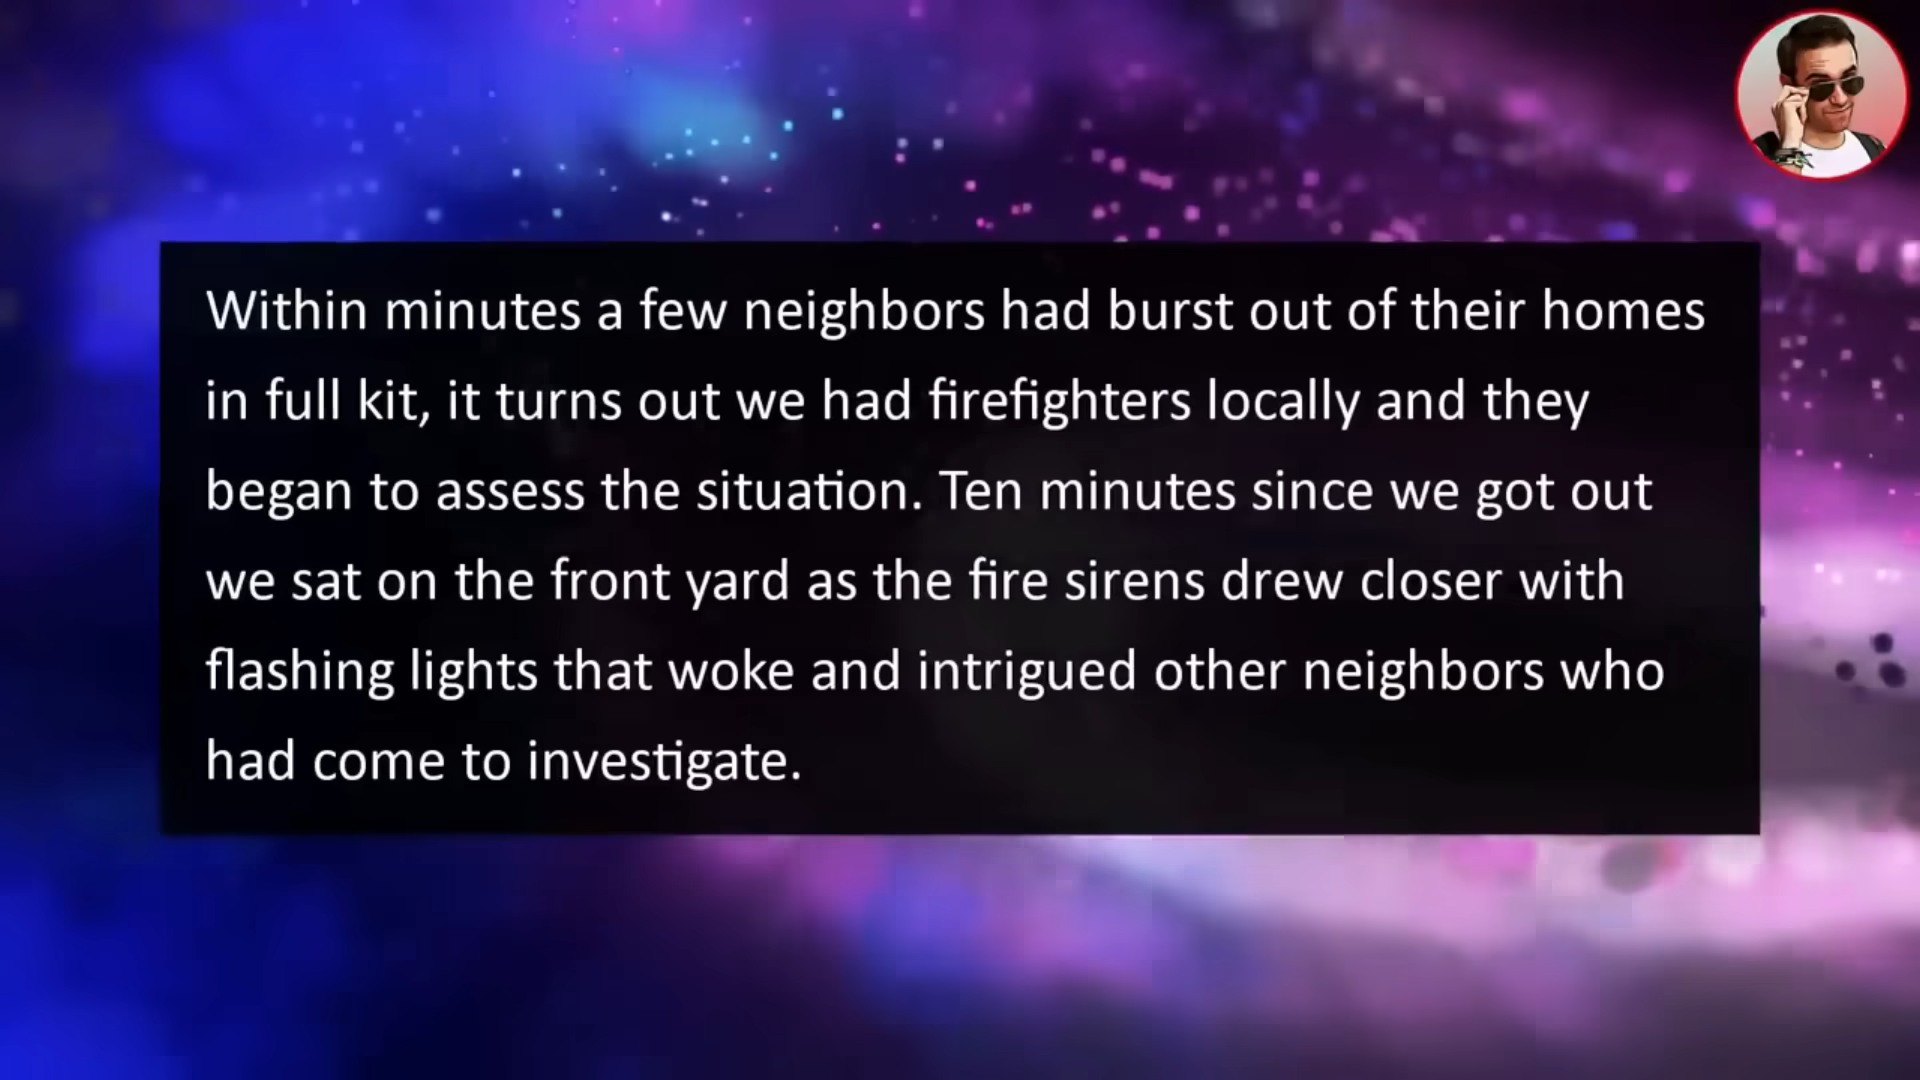 Within minutes a few neighbors had burst out of their homes
in full kit, it turns out we had firefighters locally and they
began to assess the situation. Ten minutes since we got out
we sat on the front yard as the fire sirens drew closer with
flashing lights that woke and intrigued other neighbors who
had come to investigate.